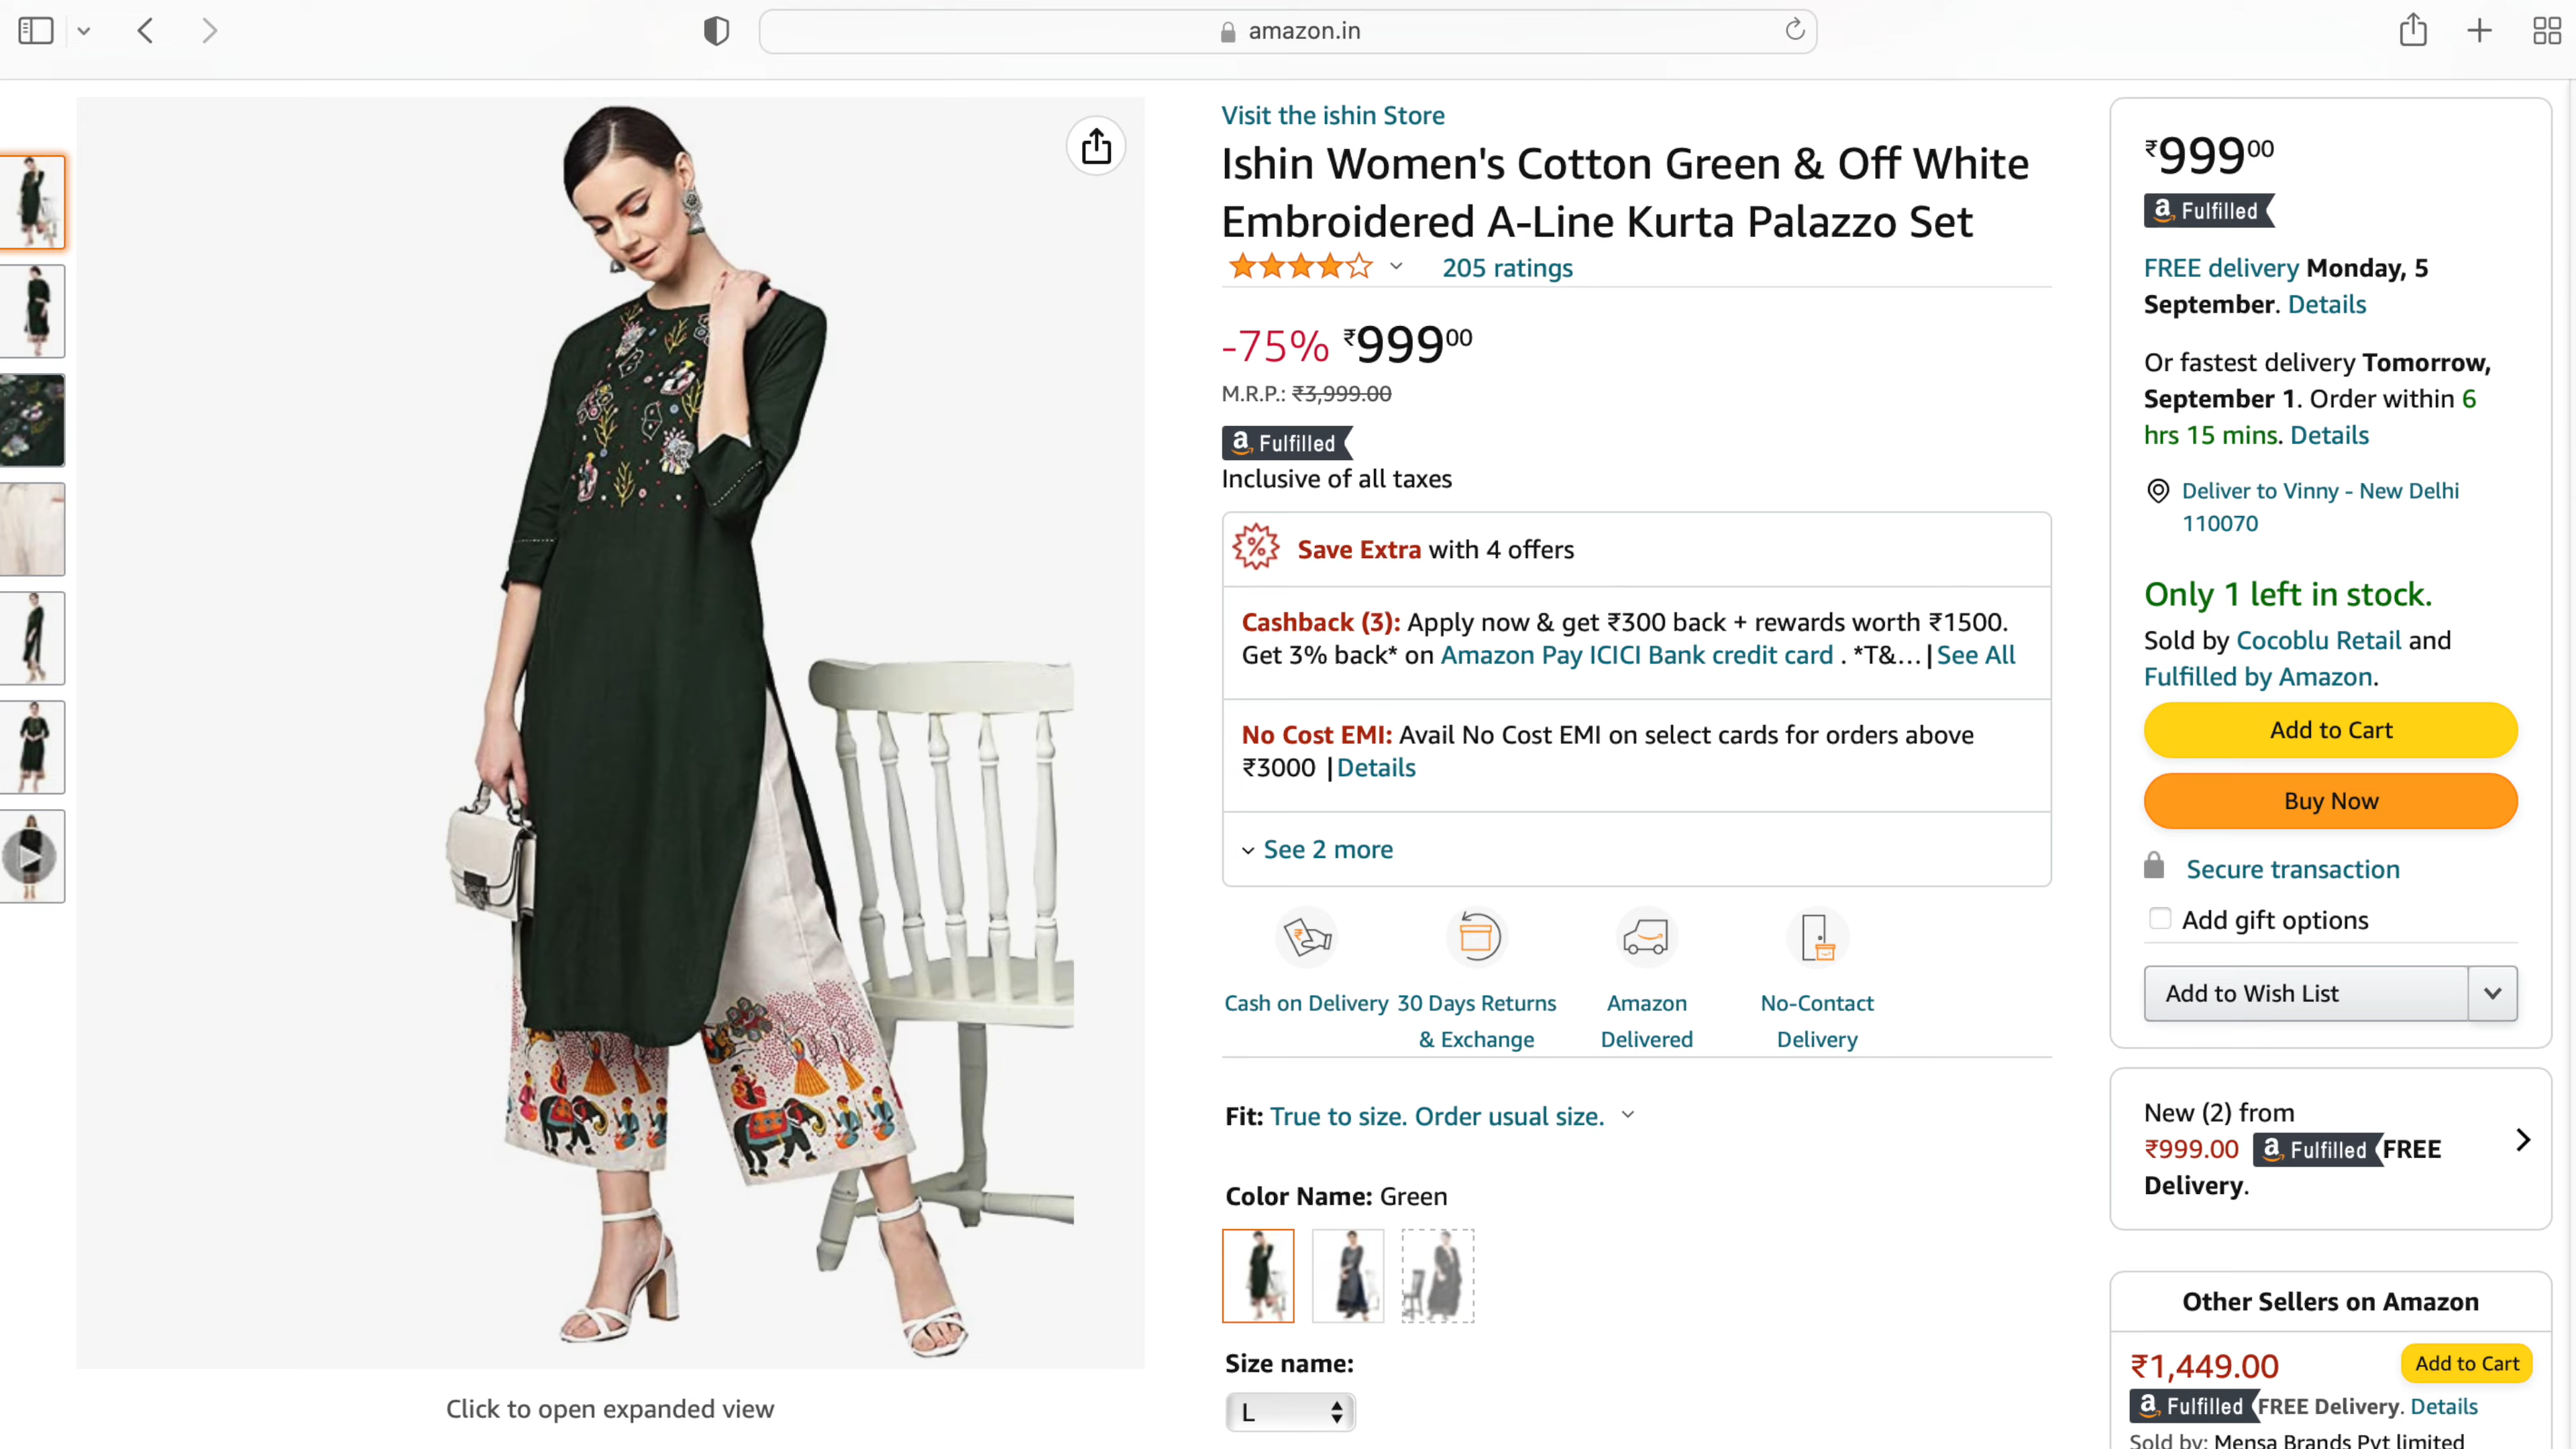 amazon.in
Visit the ishin Store
Ishin Women's Cotton Green & Off White
Embroidered A-Line Kurta Palazzo Set
205 ratings
-75% ₹999 00
M.R.P.: ₹3,999.00
a Fulfilled
Inclusive of all taxes
Save Extra with 4 offers
Cashback (3): Apply now & get ₹300 back + rewards worth ₹1500.
Get 3% back* on Amazon Pay ICICI Bank credit card . *T&... | See All
No Cost EMI: Avail No Cost EMI on select cards for orders above
₹3000 | Details
See 2 more
Cash on Delivery
30 Days Returns
& Exchange
Amazon
Delivered
No-Contact
Delivery
Fit: True to size. Order usual size.
Color Name: Green
Size name:
L
Click to open expanded view
₹999 00
a Fulfilled
FREE delivery Monday, 5
September. Details
Or fastest delivery Tomorrow,
September 1. Order within 6
hrs 15 mins. Details
Deliver to Vinny - New Delhi
110070
Only 1 left in stock.
Sold by Cocoblu Retail and
Fulfilled by Amazon.
Add to Cart
Buy Now
Secure transaction
Add gift options
Add to Wish List
New (2) from
₹999.00 a Fulfilled FREE
Delivery.
Other Sellers on Amazon
₹1,449.00 Add to Cart
a Fulfilled FREE Delivery. Details
Sold by: Mensa Brands Pvt limited